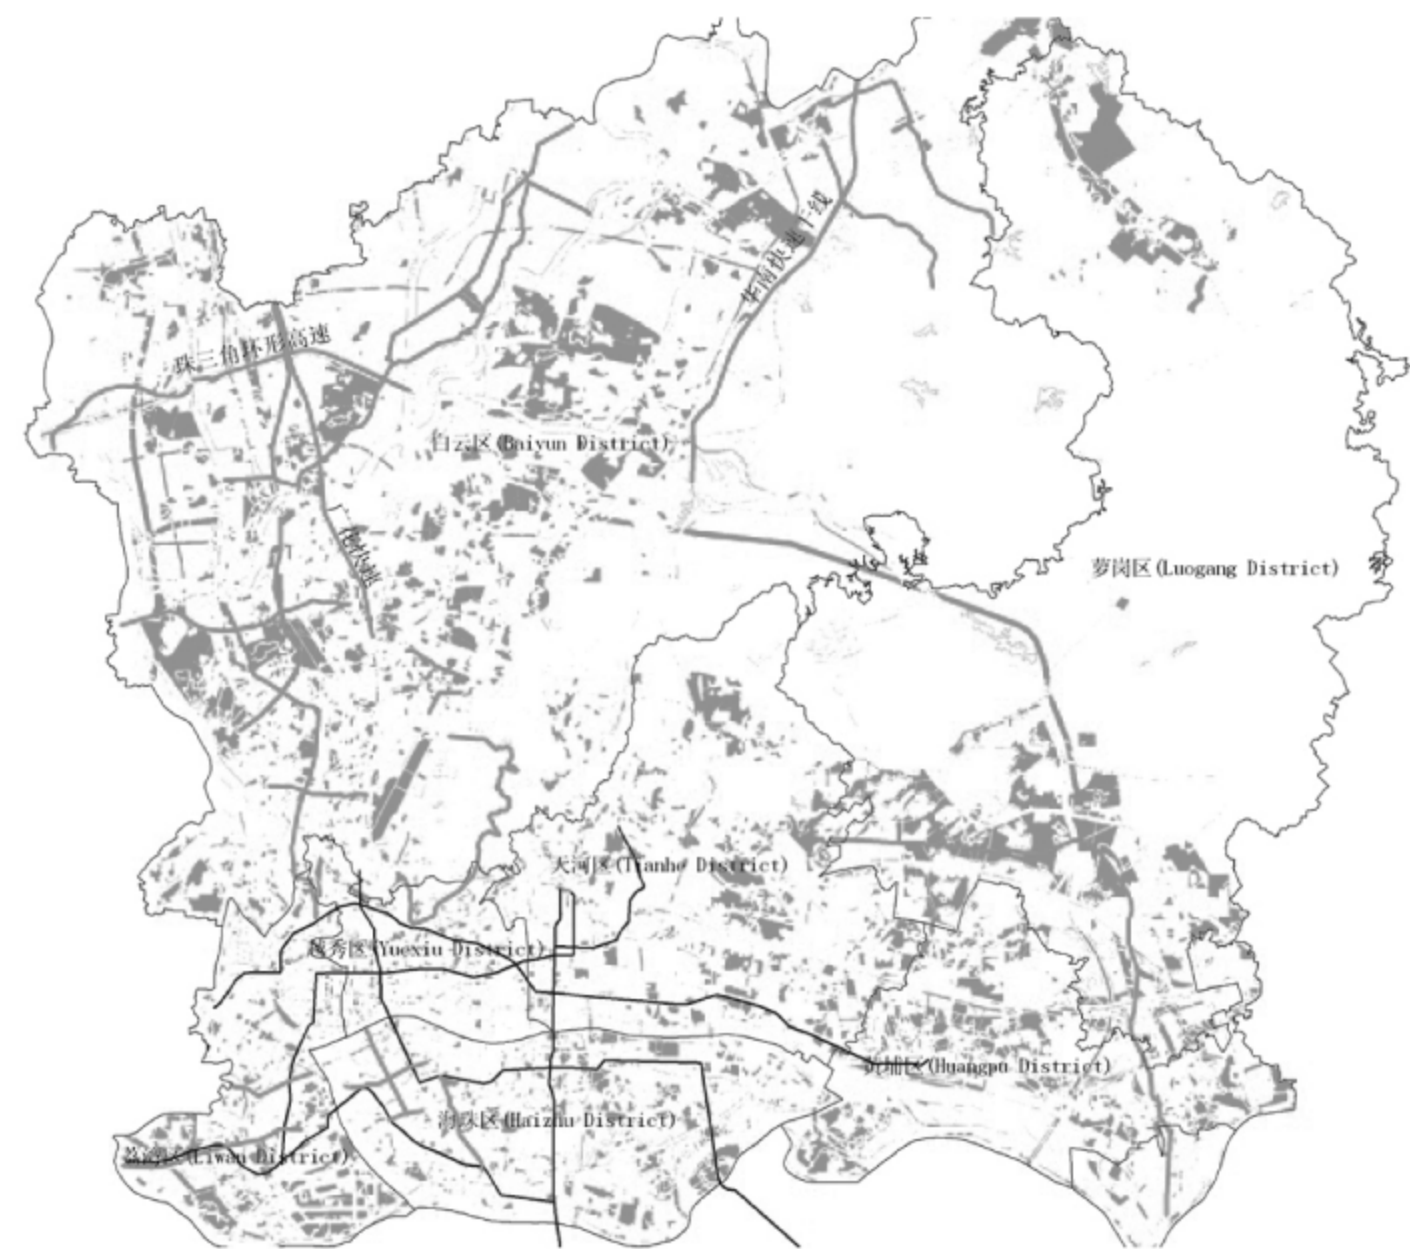 华南快速干线
珠三角环形高速
白云区(Baiyun District)
萝岗区(Luogang District)
天河区(Tianhe District)
越秀区(Yuexiu District)
黄埔区(Huangpu District)
海珠区(Haizhu District)
荔湾区(Liwan District)